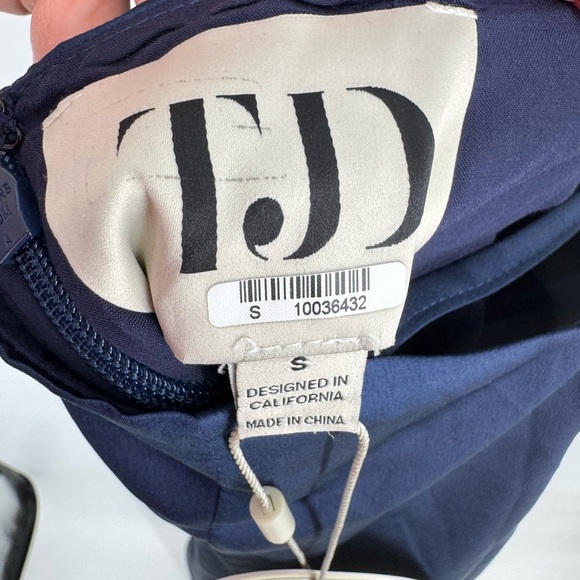 TJD
S 10036432
S
DESIGNED IN
CALIFORNIA
MADE IN CHINA